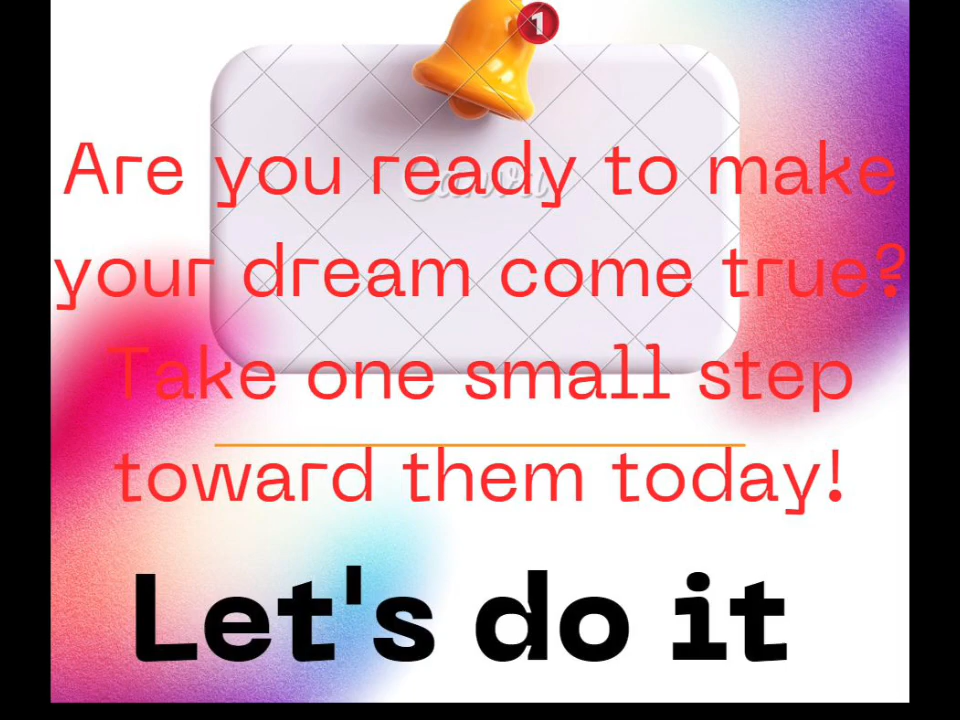 1
Are you ready to make
your dream come true?
Take one small step
toward them today!
Let's do it